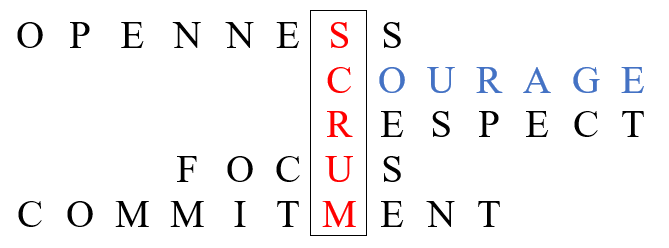 OPENNESS
COURAGE
RESPECT
FOCUS
COMMITMENT